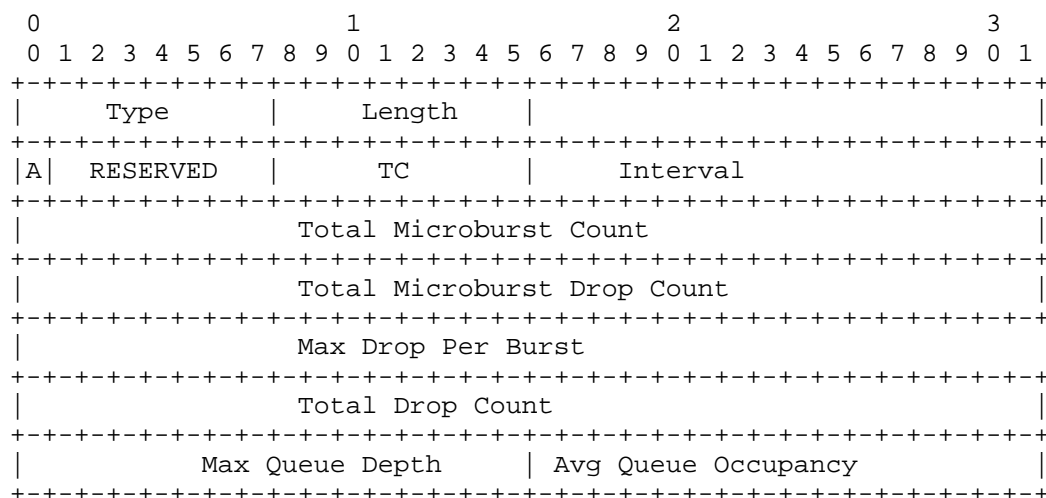 0                   1                   2                   3
 0 1 2 3 4 5 6 7 8 9 0 1 2 3 4 5 6 7 8 9 0 1 2 3 4 5 6 7 8 9 0 1
+-+-+-+-+-+-+-+-+-+-+-+-+-+-+-+-+-+-+-+-+-+-+-+-+-+-+-+-+-+-+-+-+
|     Type      |     Length    |                               |
+-+-+-+-+-+-+-+-+-+-+-+-+-+-+-+-+-+-+-+-+-+-+-+-+-+-+-+-+-+-+-+-+
|A|  RESERVED   |      TC       |     Interval                  |
+-+-+-+-+-+-+-+-+-+-+-+-+-+-+-+-+-+-+-+-+-+-+-+-+-+-+-+-+-+-+-+-+
|                 Total Microburst Count                        |
+-+-+-+-+-+-+-+-+-+-+-+-+-+-+-+-+-+-+-+-+-+-+-+-+-+-+-+-+-+-+-+-+
|                 Total Microburst Drop Count                   |
+-+-+-+-+-+-+-+-+-+-+-+-+-+-+-+-+-+-+-+-+-+-+-+-+-+-+-+-+-+-+-+-+
|                 Max Drop Per Burst
+-+-+-+-+-+-+-+-+-+-+-+-+-+-+-+-+-+-+-+-+-+-+-+-+-+-+-+-+-+-+-+-+
|                 Total Drop Count                              |
+-+-+-+-+-+-+-+-+-+-+-+-+-+-+-+-+-+-+-+-+-+-+-+-+-+-+-+-+-+-+-+-+
|           Max Queue Depth     | Avg Queue Occupancy           |
+-+-+-+-+-+-+-+-+-+-+-+-+-+-+-+-+-+-+-+-+-+-+-+-+-+-+-+-+-+-+-+-+